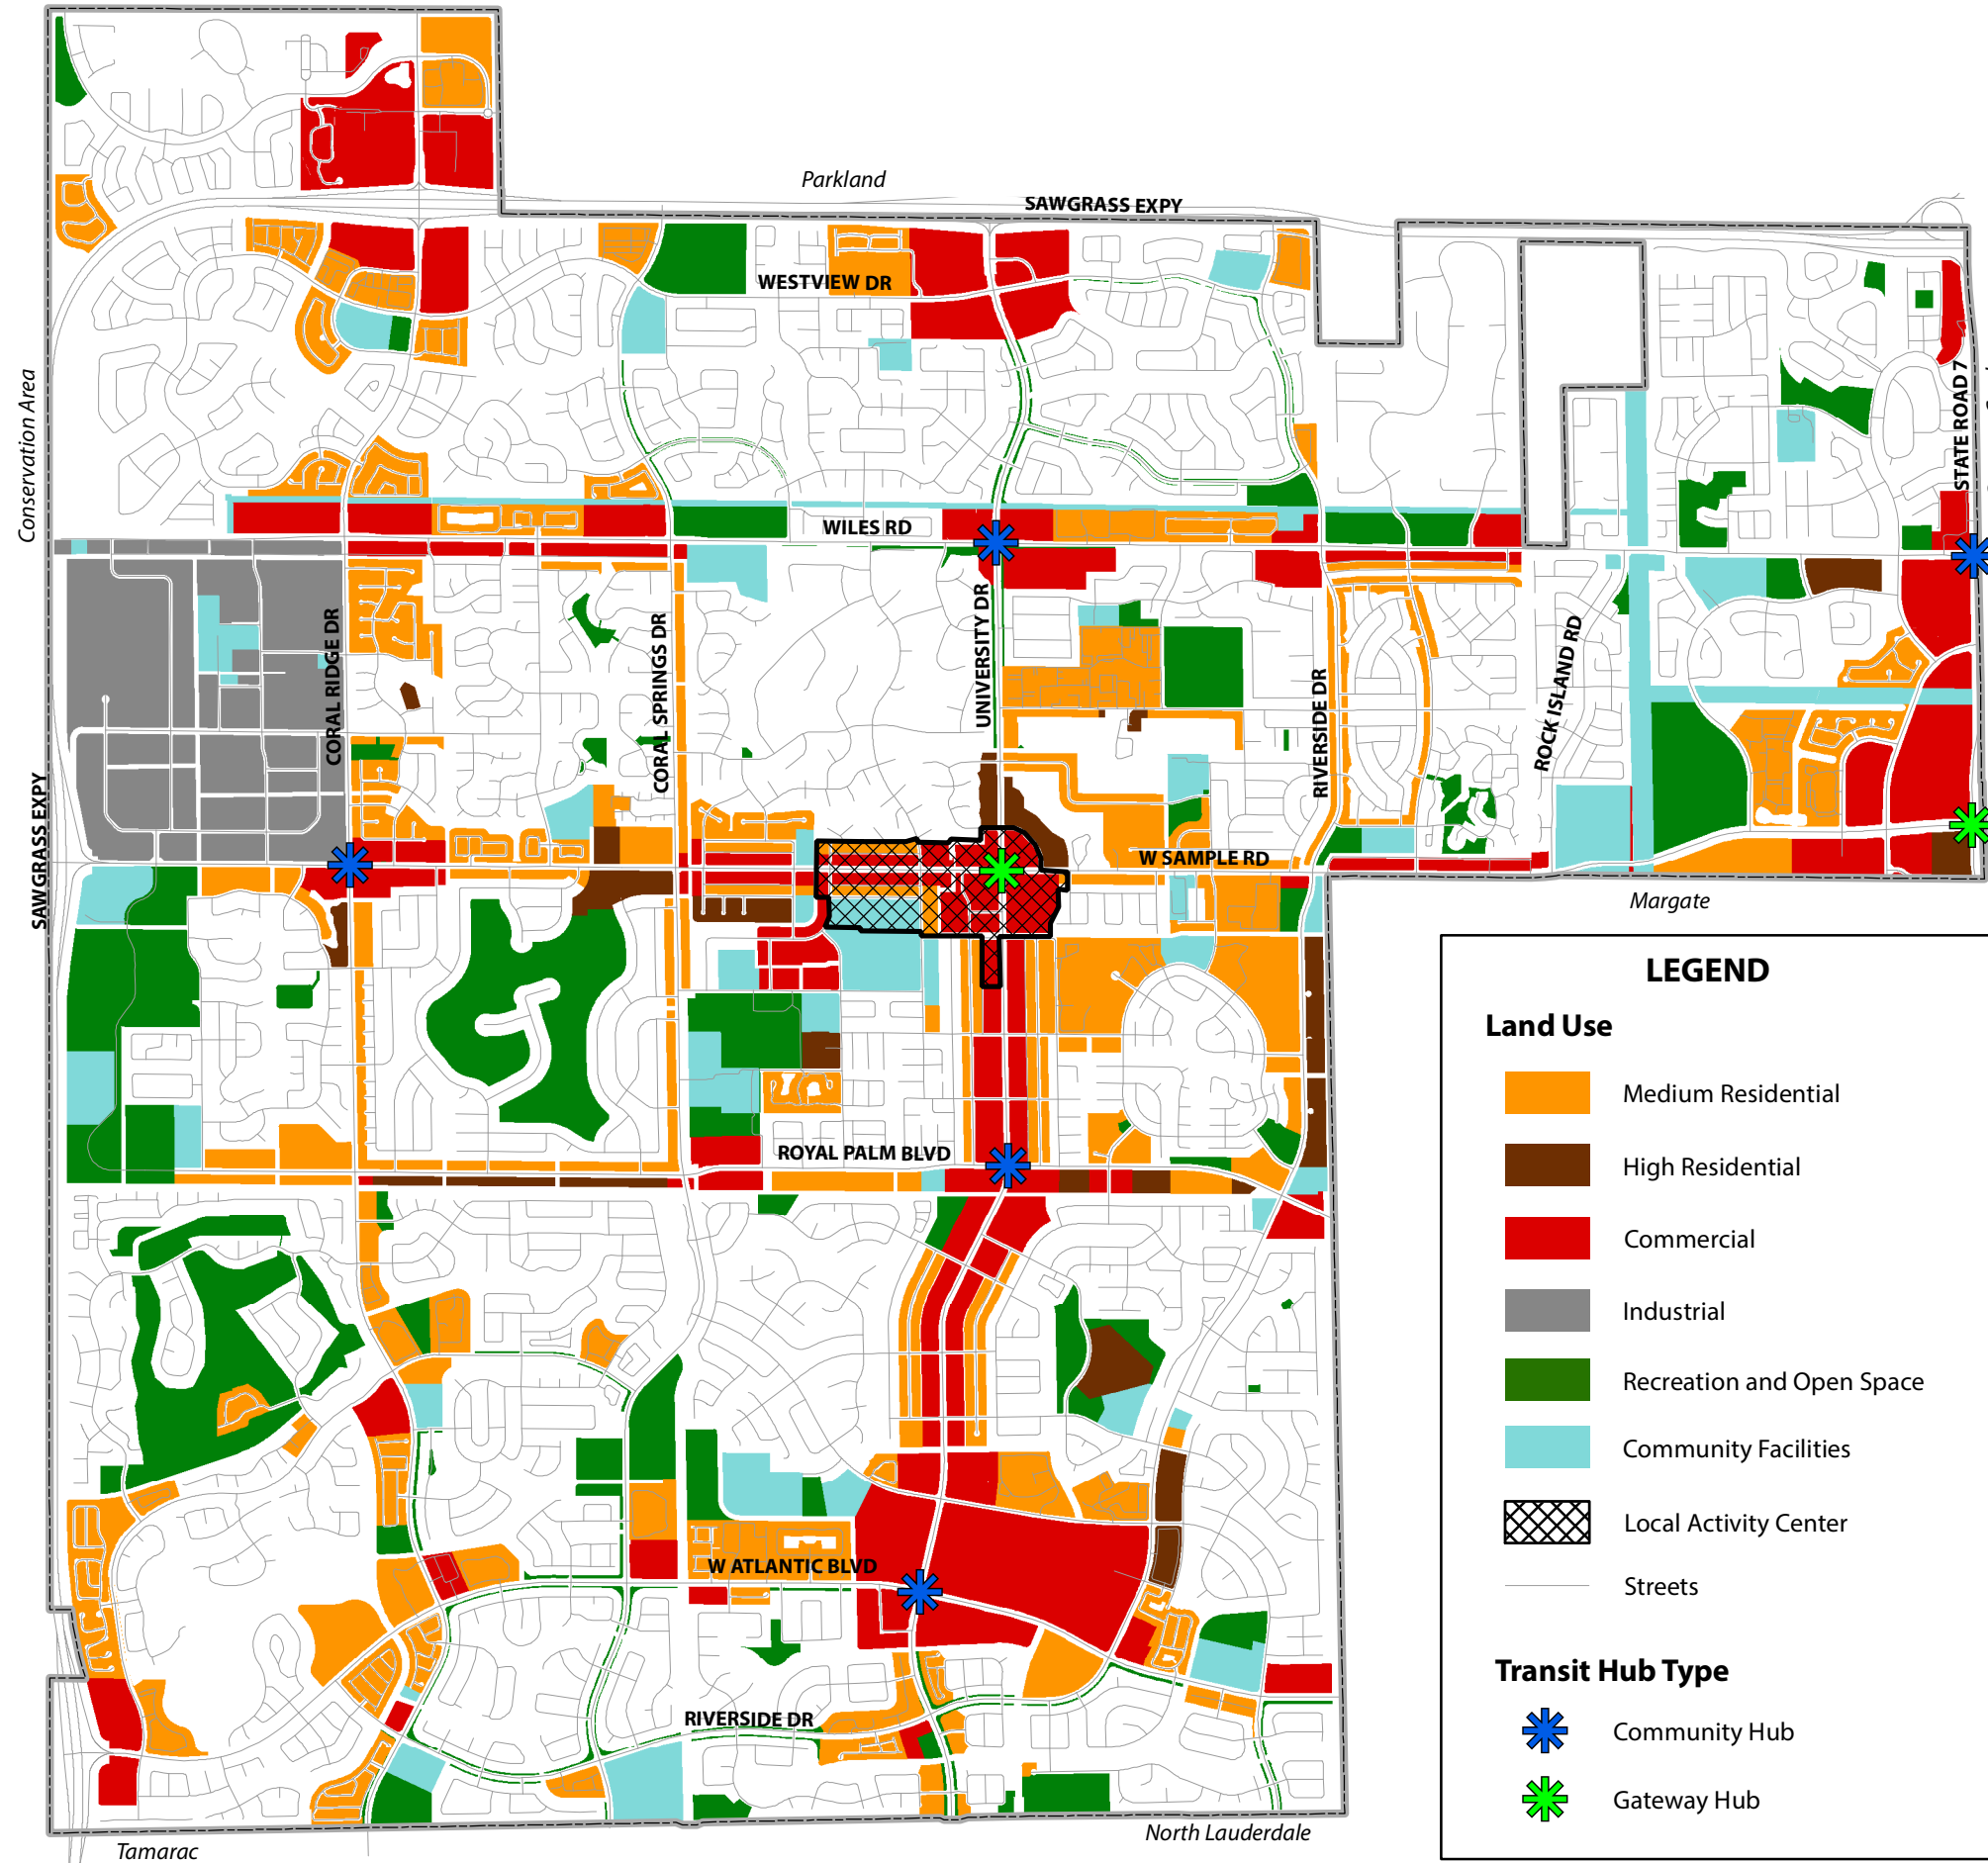 Parkland
SAWGRASS EXPY
WESTVIEW DR
Conservation Area
STATE ROAD 7
WILES RD
CORAL RIDGE DR
CORAL SPRINGS DR
UNIVERSITY DR
RIVERSIDE DR
ROCK ISLAND RD
SAWGRASS EXPY
W SAMPLE RD
Margate
ROYAL PALM BLVD
W ATLANTIC BLVD
RIVERSIDE DR
North Lauderdale
Tamarac
LEGEND
Land Use
Medium Residential
High Residential
Commercial
Industrial
Recreation and Open Space
Community Facilities
Local Activity Center
Streets
Transit Hub Type
Community Hub
Gateway Hub